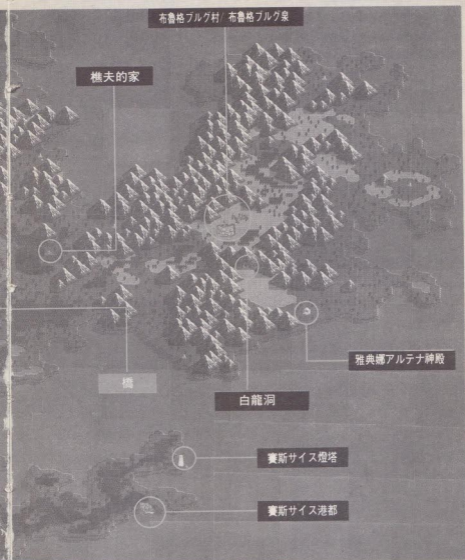 布魯格ブルグ村/布魯格ブルグ泉
樵夫的家
雅典娜アルテナ神殿
橋
白龍洞
賽斯サイス燈塔
賽斯サイス港都